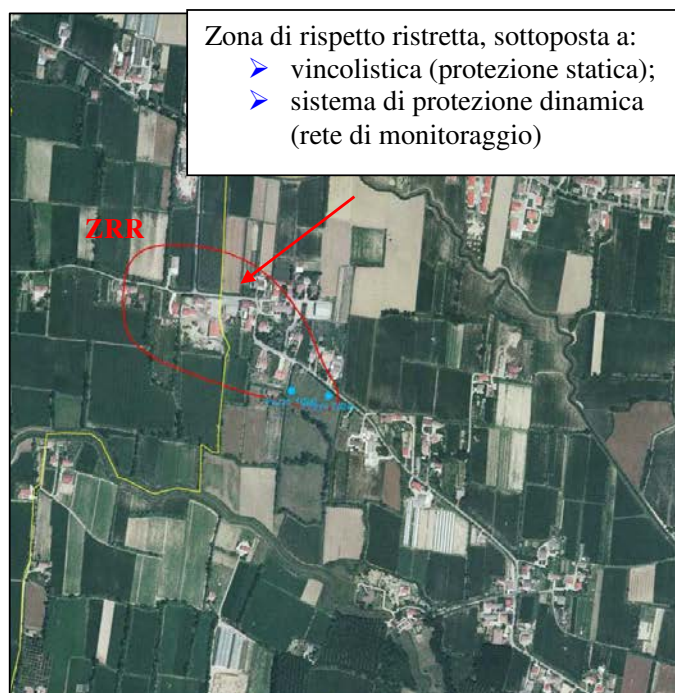 Zona di rispetto ristretta, sottoposta a:
➢ vincolistica (protezione statica);
➢ sistema di protezione dinamica
(rete di monitoraggio)
ZRR